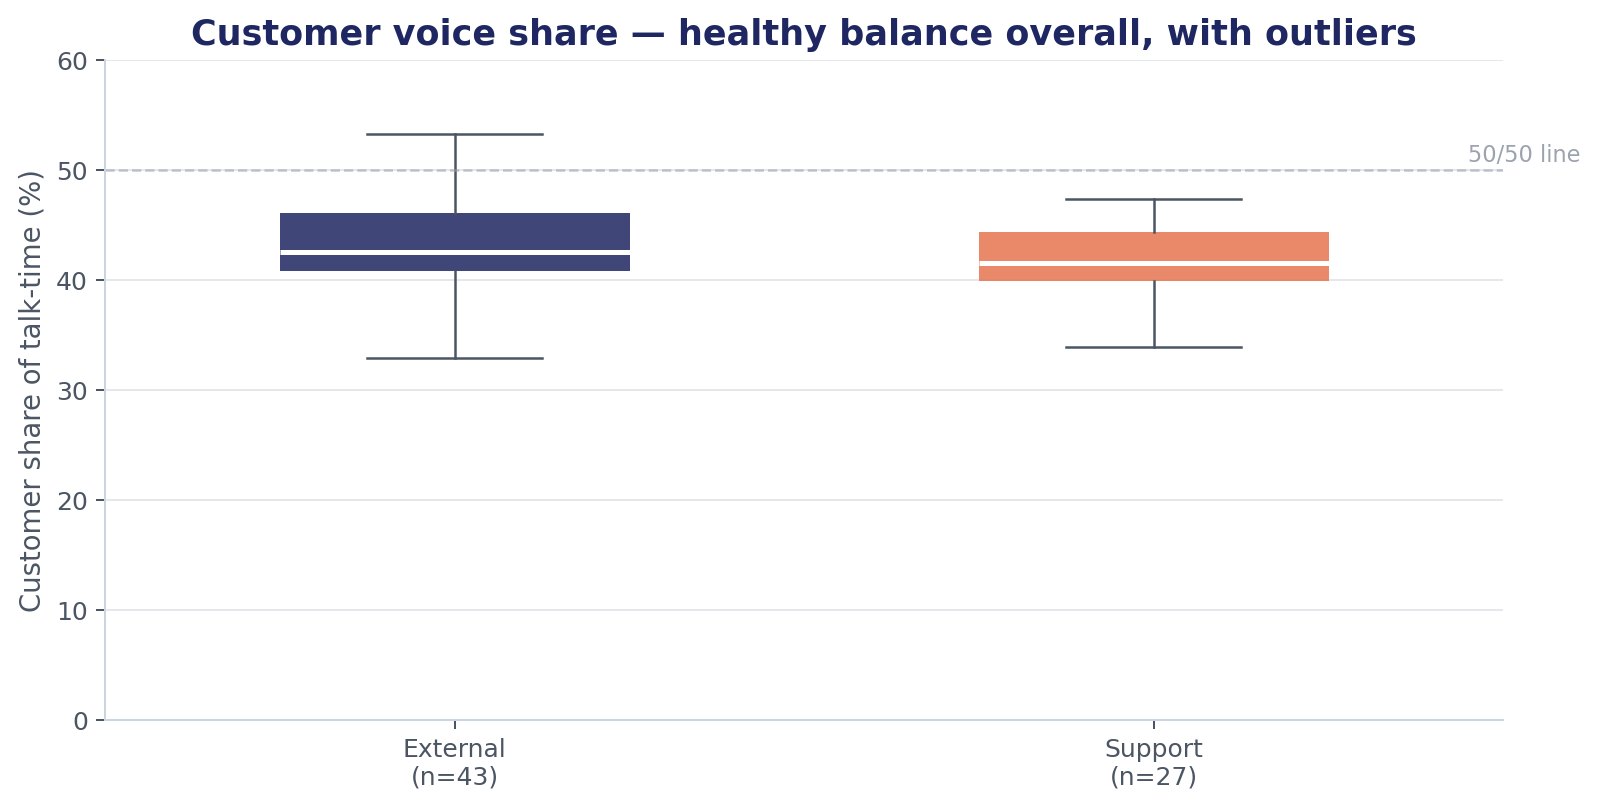 Customer voice share — healthy balance overall, with outliers
Customer share of talk-time (%)
60
50
40
30
20
10
0
50/50 line
External
(n=43)
Support
(n=27)